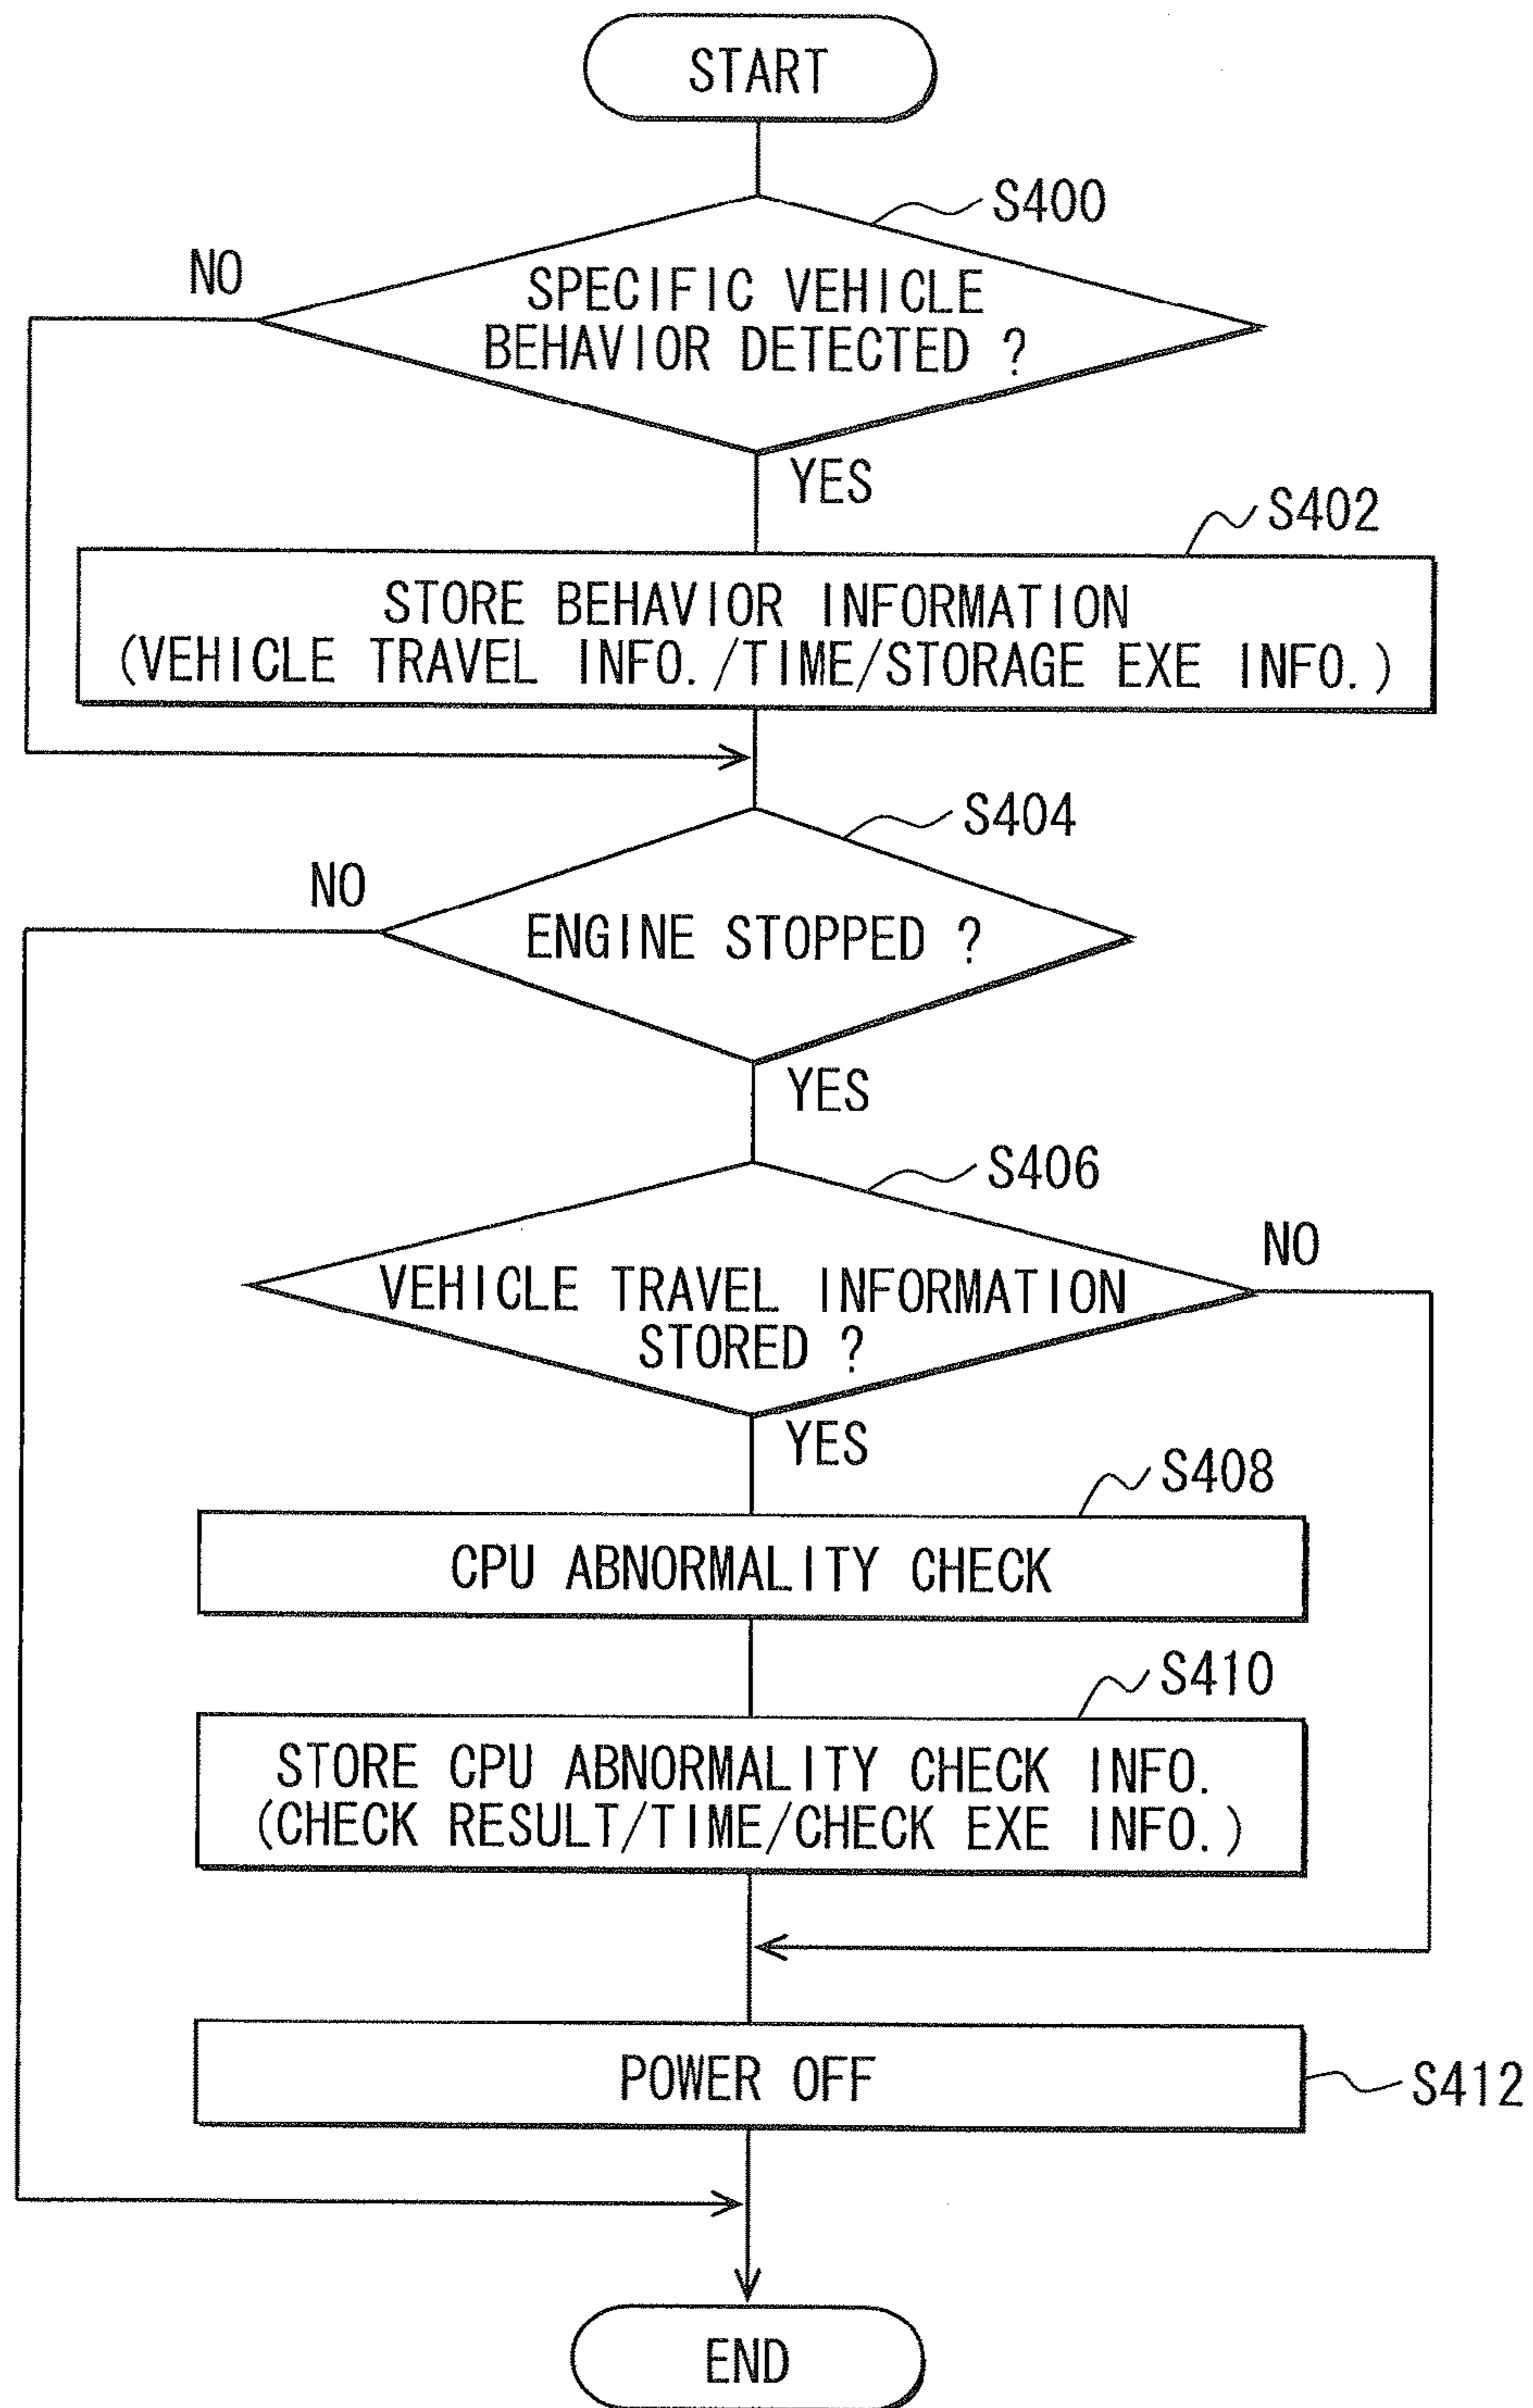 START
S400
NO
SPECIFIC VEHICLE
BEHAVIOR DETECTED ?
YES
S402
STORE BEHAVIOR INFORMATION
(VEHICLE TRAVEL INFO./TIME/STORAGE EXE INFO.)
S404
NO
ENGINE STOPPED ?
YES
S406
NO
VEHICLE TRAVEL INFORMATION
STORED ?
YES
S408
CPU ABNORMALITY CHECK
S410
STORE CPU ABNORMALITY CHECK INFO.
(CHECK RESULT/TIME/CHECK EXE INFO.)
POWER OFF
S412
END